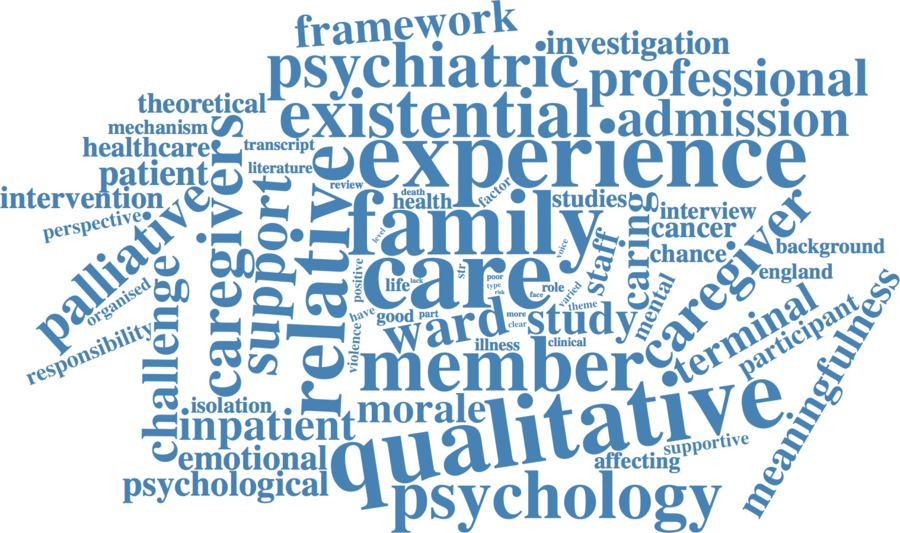 framework
investigation
psychiatric
professional
theoretical
existential
admission
mechanism
healthcare
transcript
experience
patient
literature
intervention
review
death
health
factor
studies
perspective
palliative
caregivers
support
relative
family
level
voice
staff
caring
interview
cancer
chance
caregiver
background
england
organised
challenge
positive
life
lack
care
str
poor
type
risk
face
role
varied
theme
mental
responsibility
have
good
part
ward
more
clear
study
violence
illness
clinical
member
terminal
participant
meaningfulness
isolation
inpatient
morale
qualitative
emotional
affecting
supportive
psychological
psychology